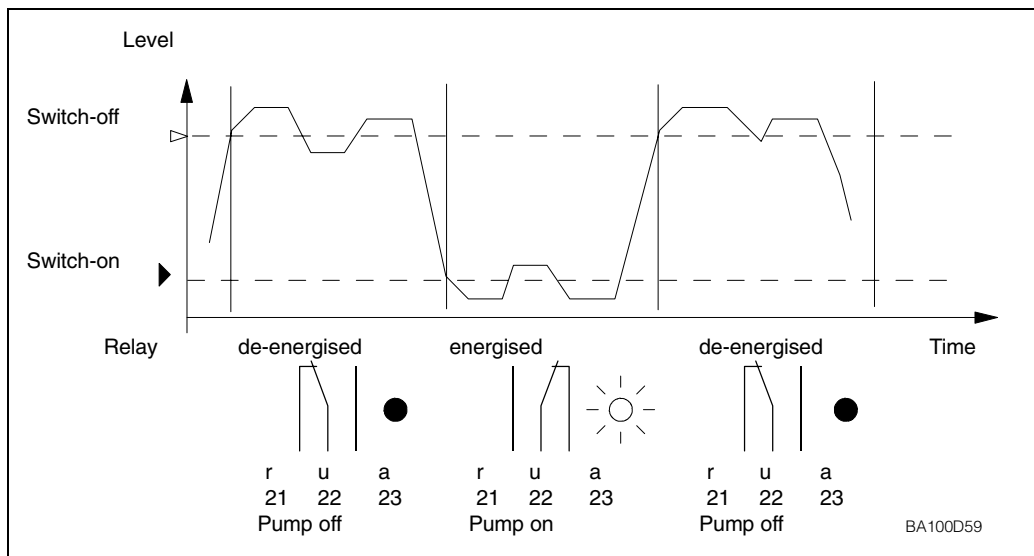 Level
Switch-off
Switch-on
Relay de-energised energised de-energised Time
r u a r u a r u a
21 22 23 21 22 23 21 22 23
Pump off Pump on Pump off
BA100D59